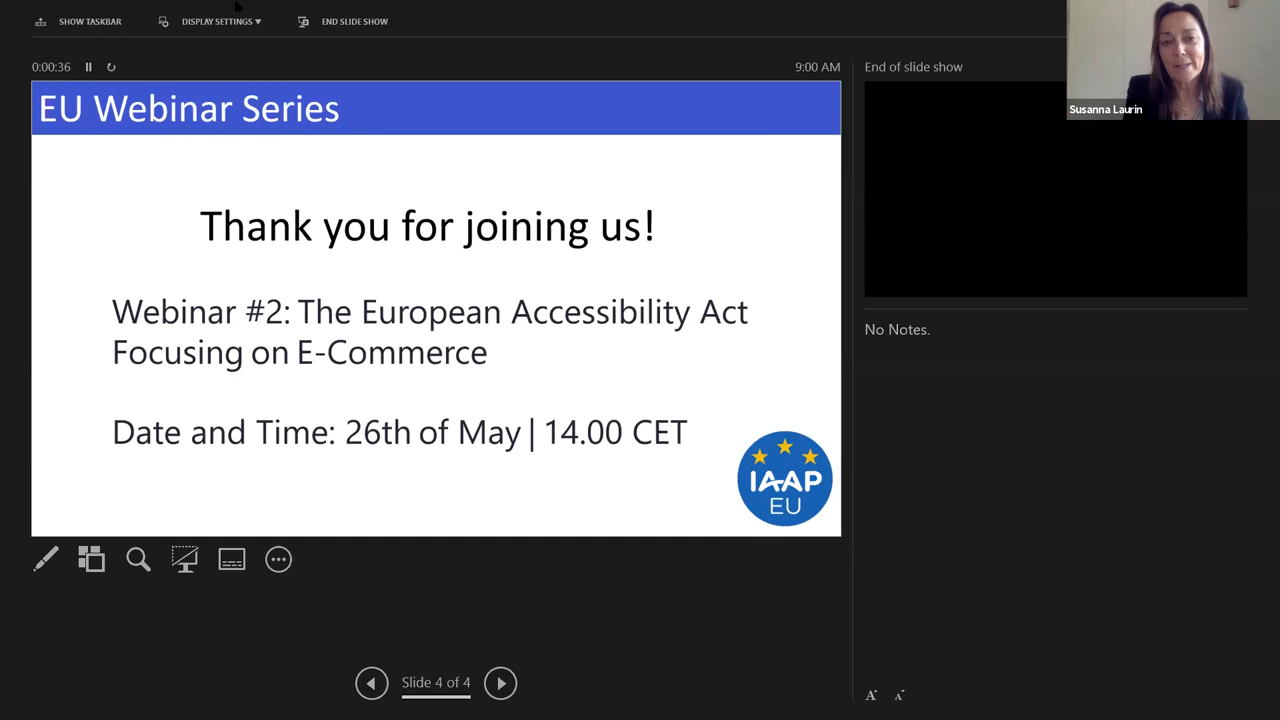 SHOW TASKBAR
DISPLAY SETTINGS
END SLIDE SHOW
0:00:36
9:00 AM
End of slide show
Susanna Laurin
EU Webinar Series
Thank you for joining us!
Webinar #2: The European Accessibility Act
Focusing on E-Commerce
Date and Time: 26th of May | 14.00 CET
IAAP
EU
No Notes.
Slide 4 of 4
A
A